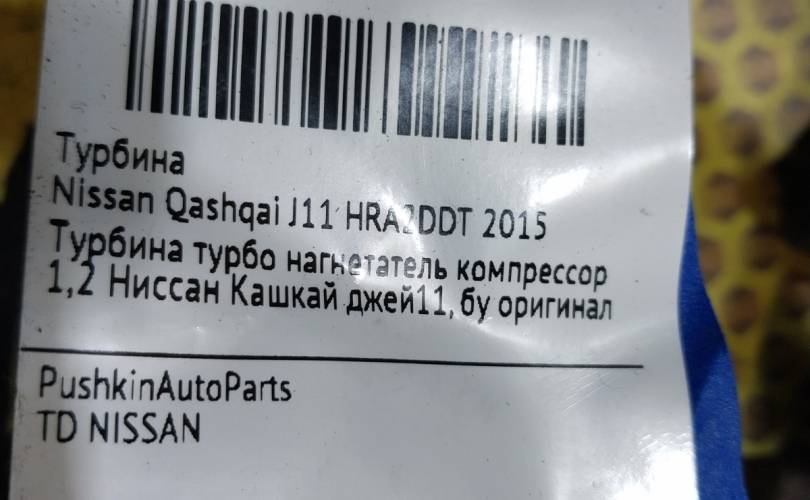 Турбина
Nissan Qashqai J11 HRA2DDT 2015
Турбина турбо нагнетатель компрессор
1,2 Ниссан Кашкай джей11, бу оригинал
PushkinAutoParts
TD NISSAN